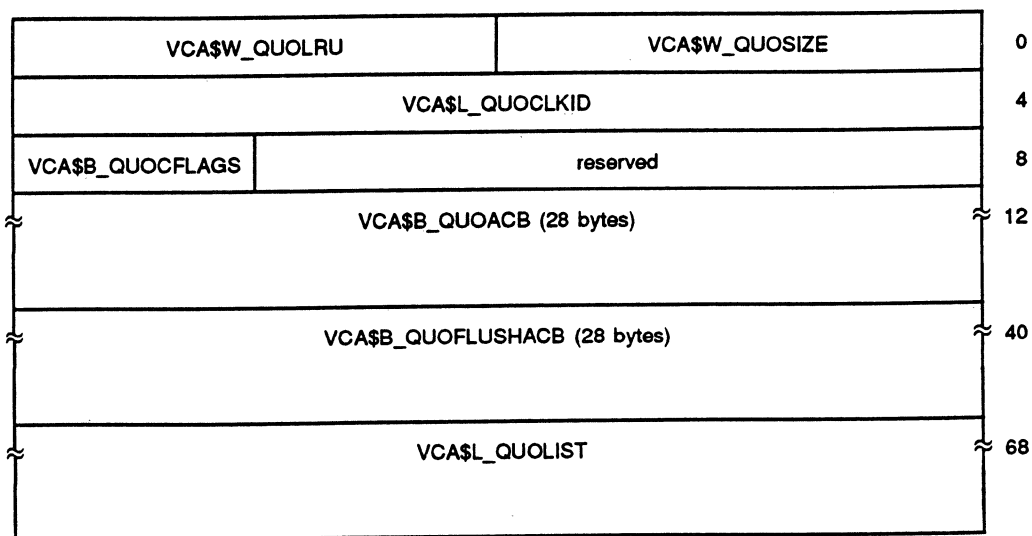 VCA$W_QUOLRU VCA$W_QUOSIZE 0
VCA$L_QUOCLKID 4
VCA$B_QUOCFLAGS reserved 8
VCA$B_QUOACB (28 bytes) 12
VCA$B_QUOFLUSHACB (28 bytes) 40
VCA$L_QUOLIST 68